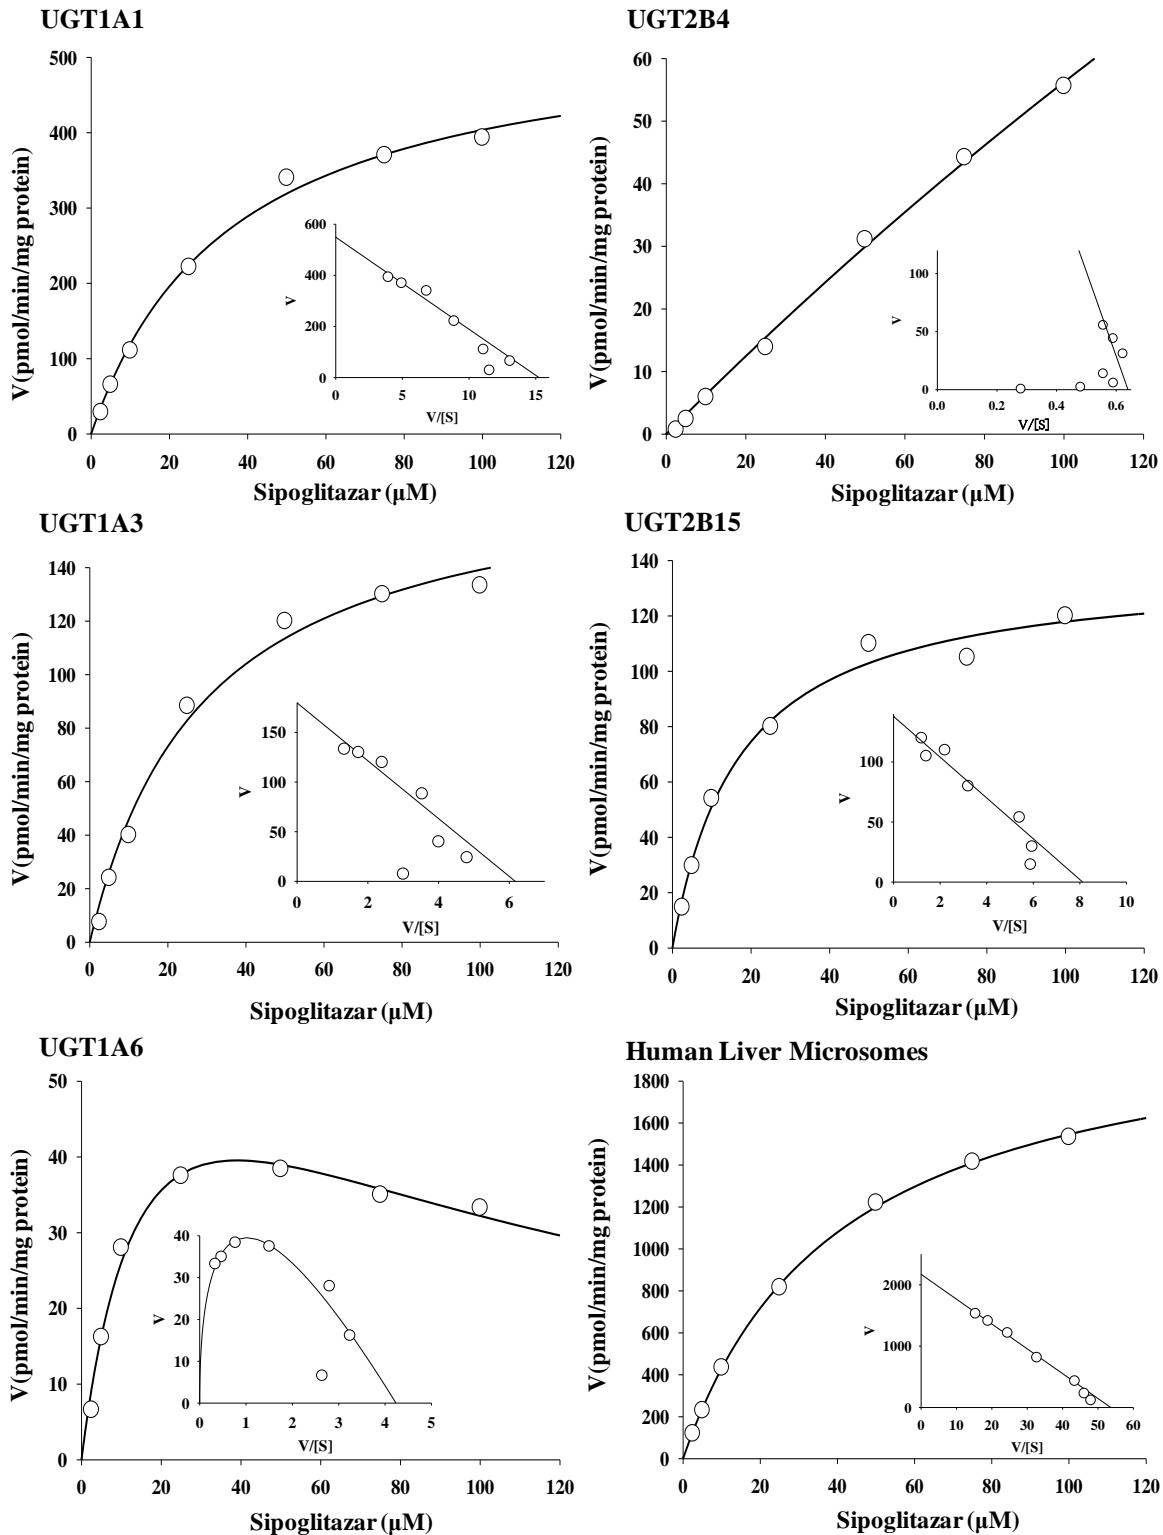 UGT1A1
500
400
300
200
100
0
0 20 40 60 80 100 120
V(pmol/min/mg protein)
Sipoglitazar (µM)
600
400
200
0
0 5 10 15
V
V/[S]
UGT2B4
60
50
40
30
20
10
0
0 20 40 60 80 100 120
V(pmol/min/mg protein)
Sipoglitazar (µM)
100
50
0
0.0 0.2 0.4 0.6
V
V/[S]
UGT1A3
140
120
100
80
60
40
20
0
0 20 40 60 80 100 120
V(pmol/min/mg protein)
Sipoglitazar (µM)
150
100
50
0
0 2 4 6
V
V/[S]
UGT2B15
140
120
100
80
60
40
20
0
0 20 40 60 80 100 120
V(pmol/min/mg protein)
Sipoglitazar (µM)
100
50
0
0 2 4 6 8 10
V
V/[S]
UGT1A6
50
40
30
20
10
0
0 20 40 60 80 100 120
V(pmol/min/mg protein)
Sipoglitazar (µM)
40
30
20
10
0
0 1 2 3 4 5
V
V/[S]
Human Liver Microsomes
1800
1600
1400
1200
1000
800
600
400
200
0
0 20 40 60 80 100 120
V(pmol/min/mg protein)
Sipoglitazar (µM)
2000
1000
0
0 10 20 30 40 50 60
V
V/[S]